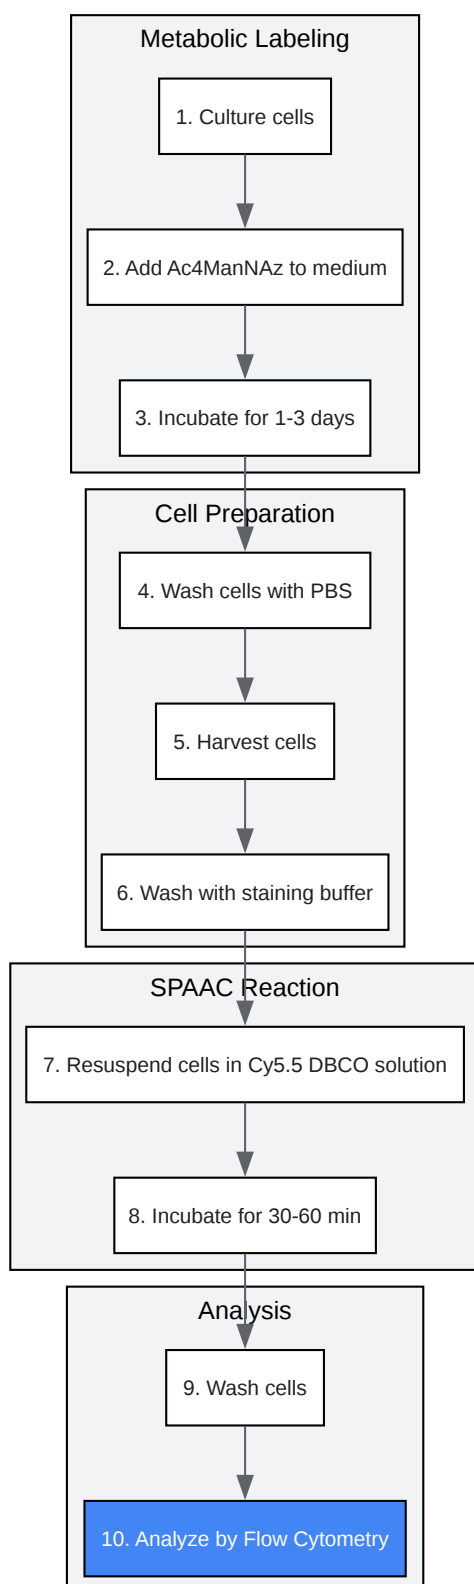 Metabolic Labeling
1. Culture cells
2. Add Ac4ManNAz to medium
3. Incubate for 1-3 days
Cell Preparation
4. Wash cells with PBS
5. Harvest cells
6. Wash with staining buffer
SPAAC Reaction
7. Resuspend cells in Cy5.5 DBCO solution
8. Incubate for 30-60 min
Analysis
9. Wash cells
10. Analyze by Flow Cytometry